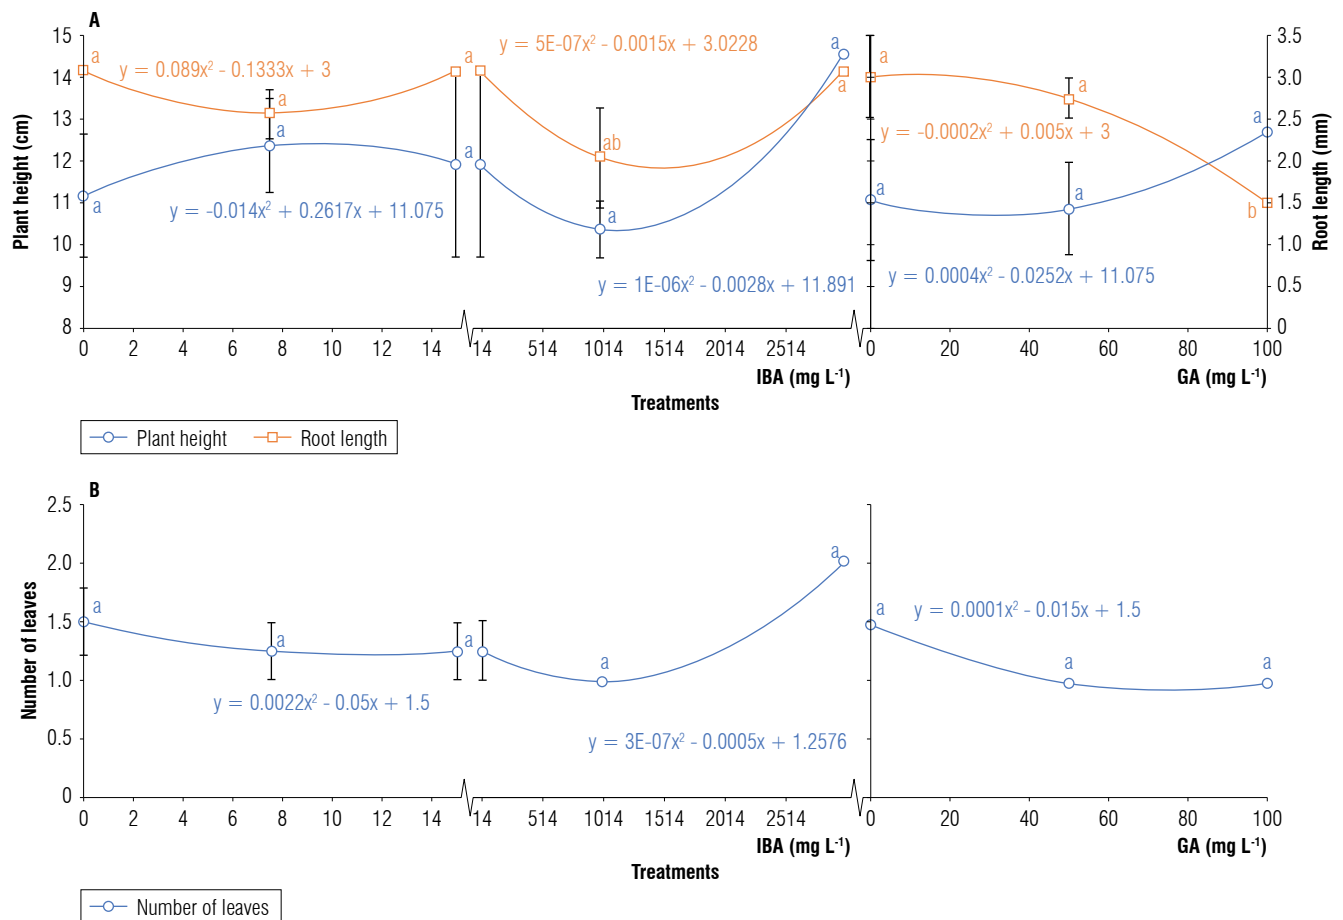 A
Plant height (cm)
15
14
13
12
11
10
9
8
a
y = 0.089x² - 0.1333x + 3
a
a
a
a
a
y = -0.014x² + 0.2617x + 11.075
y = 5E-07x² - 0.0015x + 3.0228
a
ab
a
a
y = 1E-06x² - 0.0028x + 11.891
a
a
a
y = -0.0002x² + 0.005x + 3
a
a
b
y = 0.0004x² - 0.0252x + 11.075
3.5
3.0
2.5
2.0
1.5
1.0
0.5
0
Root length (mm)
0 2 4 6 8 10 12 14 14 514 1014 1514 2014 2514 0 20 40 60 80 100
IBA (mg L⁻¹) GA (mg L⁻¹)
Treatments
Plant height Root length
B
Number of leaves
2.5
2.0
1.5
1.0
0.5
0
a
a
a
y = 0.0022x² - 0.05x + 1.5
a
a
y = 3E-07x² - 0.0005x + 1.2576
a
y = 0.0001x² - 0.015x + 1.5
a
a
0 2 4 6 8 10 12 14 14 514 1014 1514 2014 2514 0 20 40 60 80 100
IBA (mg L⁻¹) GA (mg L⁻¹)
Treatments
Number of leaves